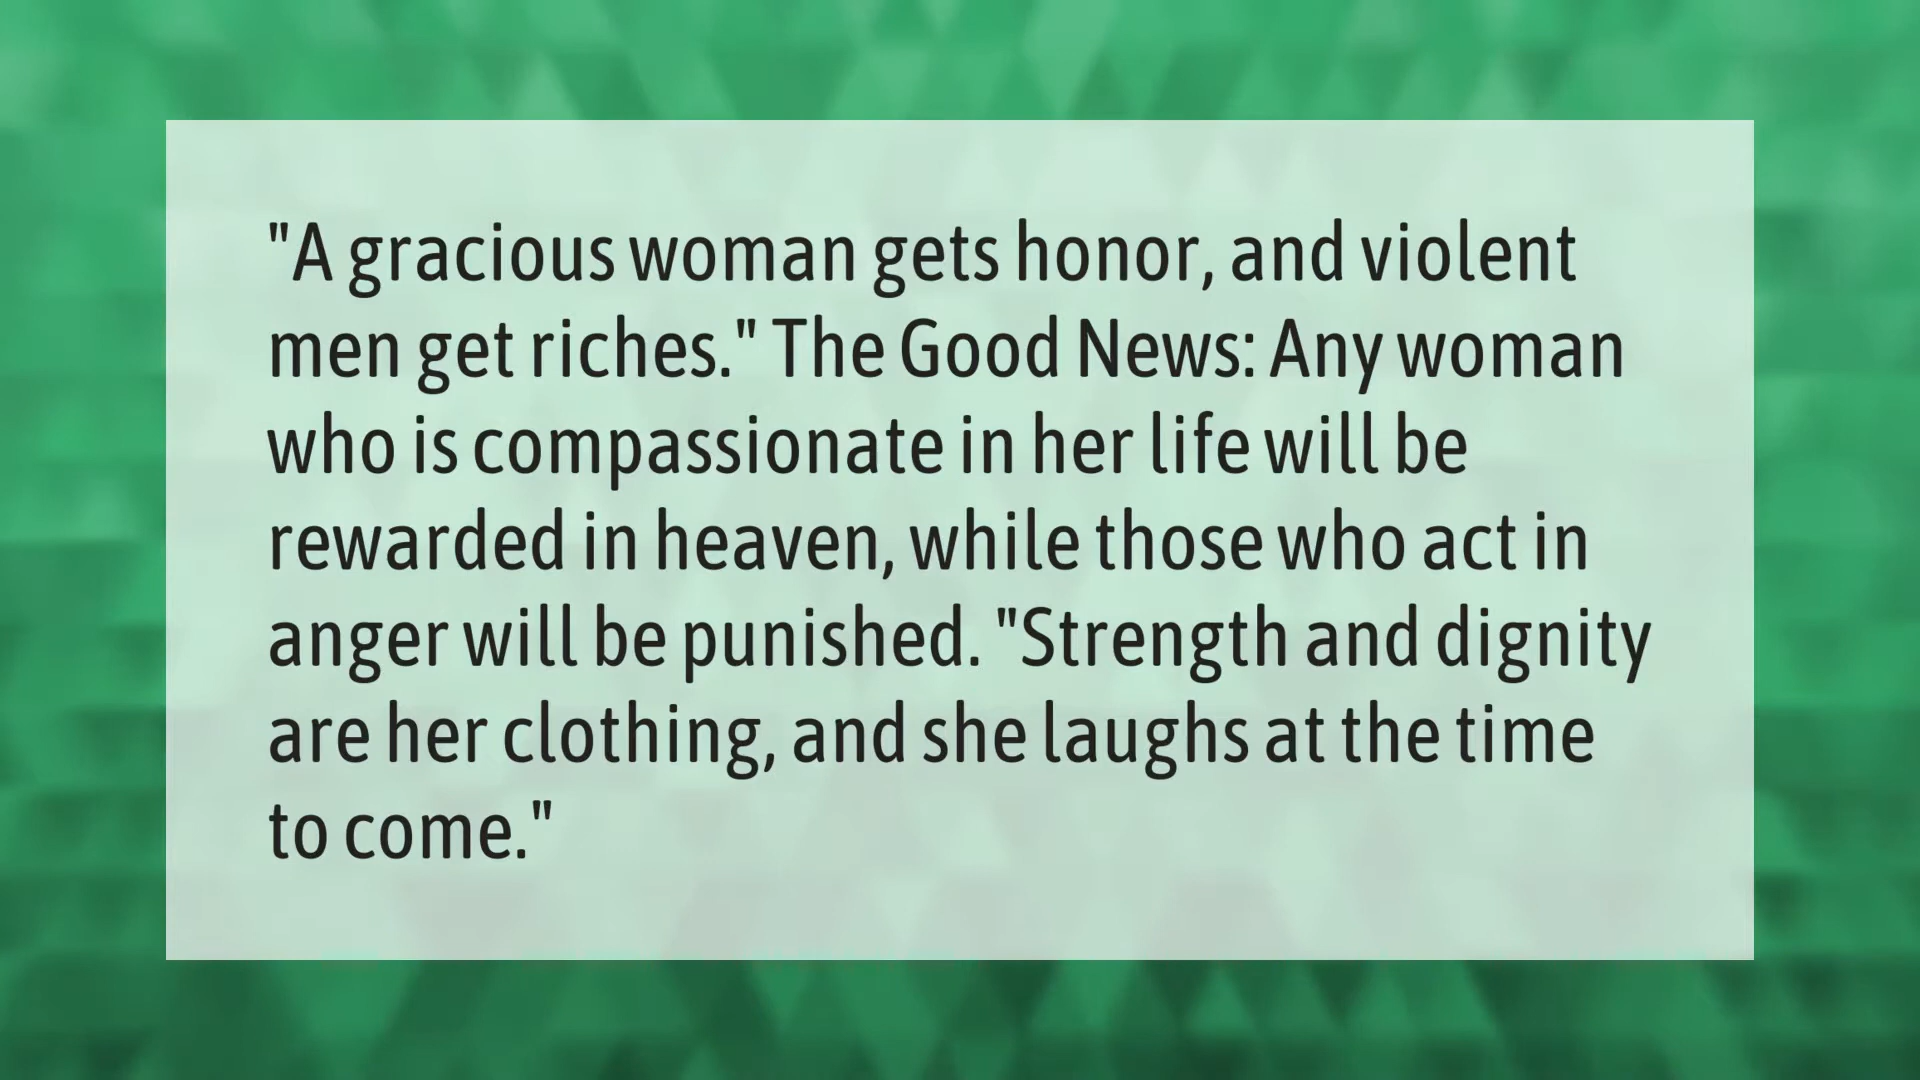 "A gracious woman gets honor, and violent
men get riches." The Good News: Any woman
who is compassionate in her life will be
rewarded in heaven, while those who act in
anger will be punished. "Strength and dignity
are her clothing, and she laughs at the time
to come."